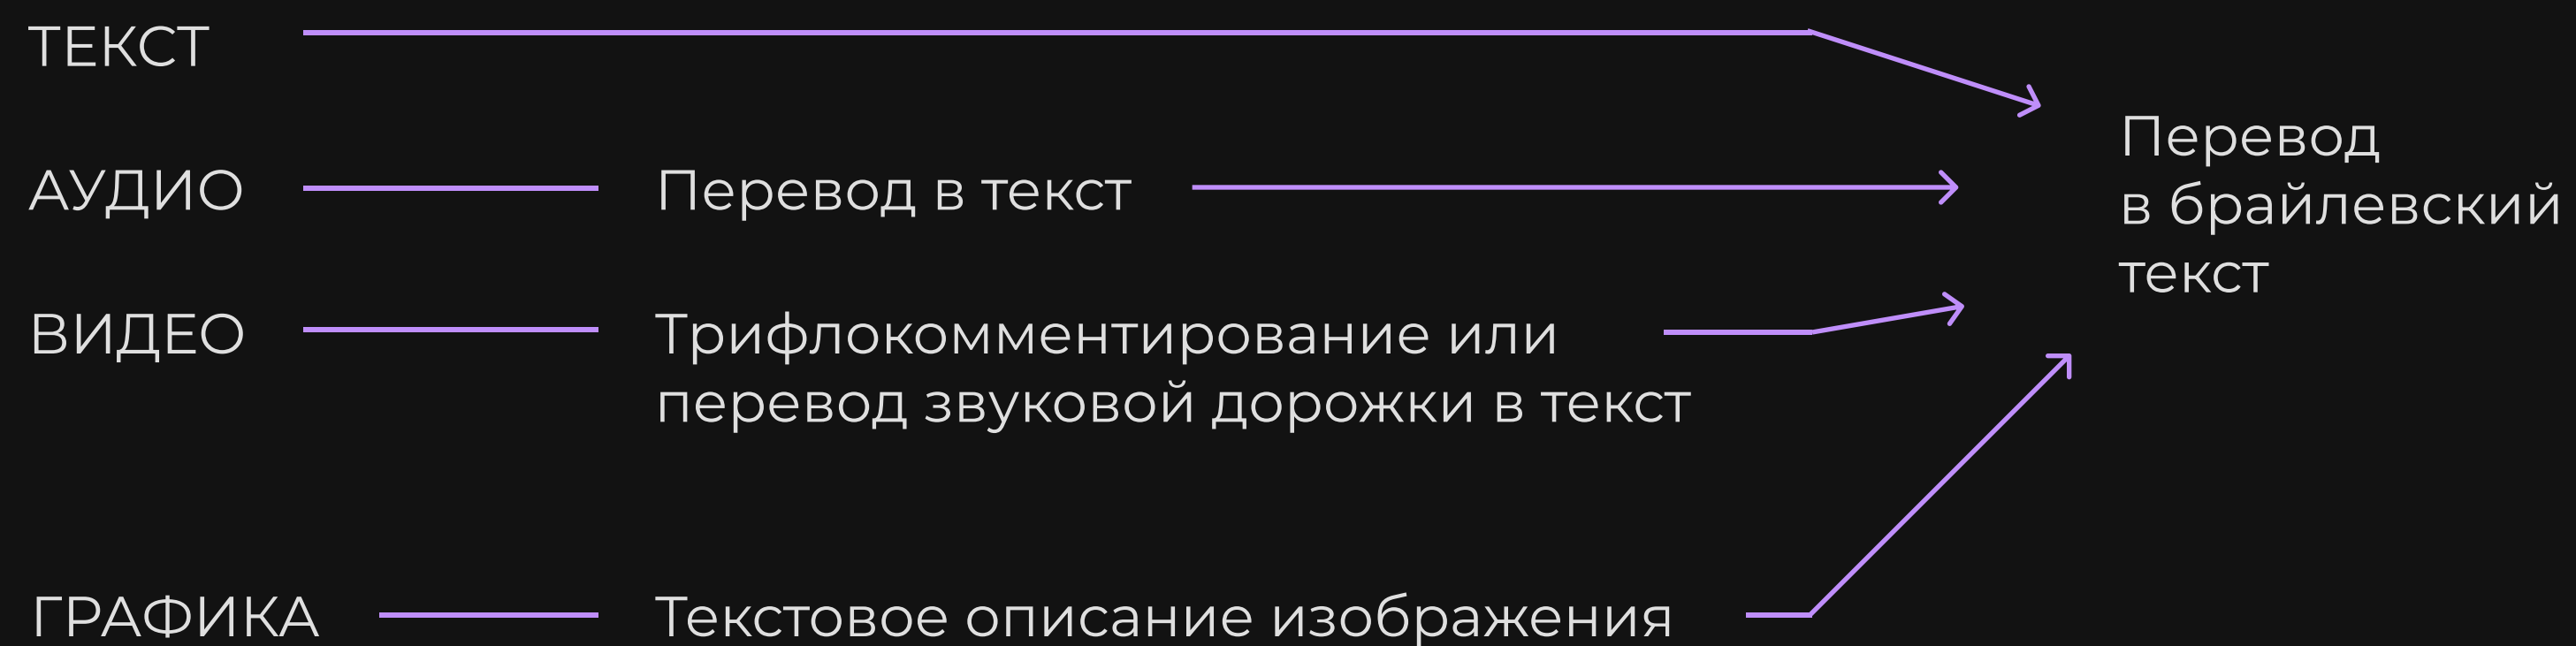 ТЕКСТ
АУДИО
Перевод в текст
ВИДЕО
Трифлокомментирование или
перевод звуковой дорожки в текст
ГРАФИКА
Текстовое описание изображения
Перевод
в брайлевский
текст